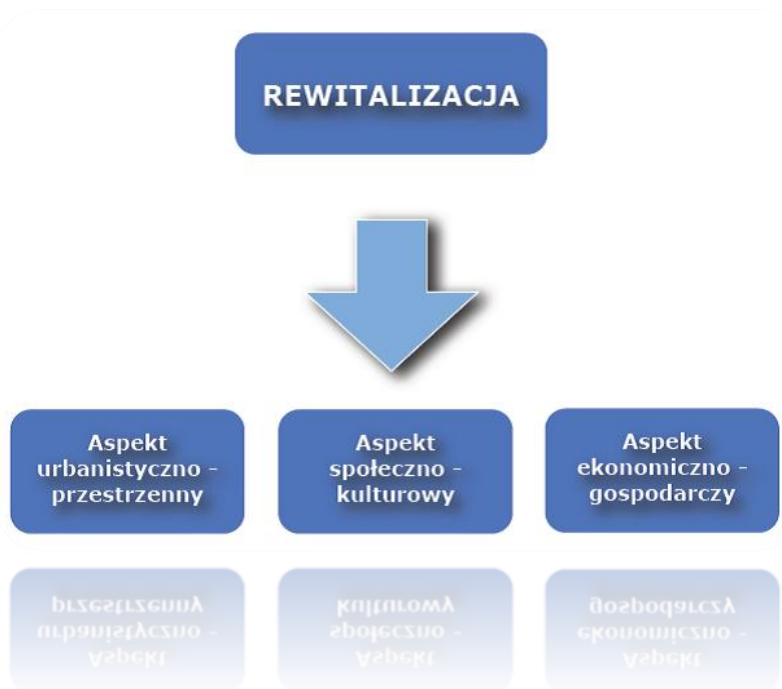 REWITALIZACJA
Aspekt
urbanistyczno -
przestrzenny
Aspekt
społeczno -
kulturowy
Aspekt
ekonomiczno -
gospodarczy